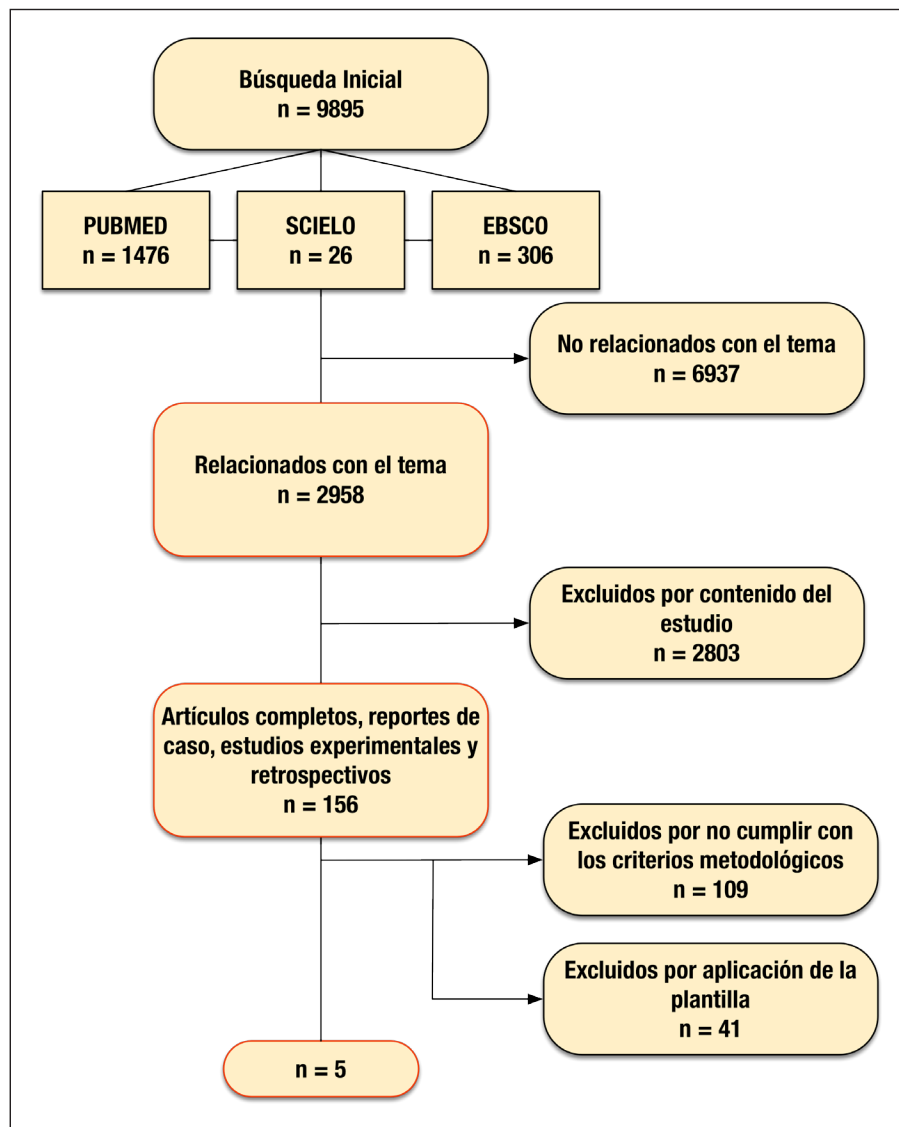 Búsqueda Inicial
n = 9895
PUBMED
n = 1476
SCIELO
n = 26
EBSCO
n = 306
No relacionados con el tema
n = 6937
Relacionados con el tema
n = 2958
Excluidos por contenido del
estudio
n = 2803
Artículos completos, reportes de
caso, estudios experimentales y
retrospectivos
n = 156
Excluidos por no cumplir con
los criterios metodológicos
n = 109
Excluidos por aplicación de la
plantilla
n = 41
n = 5